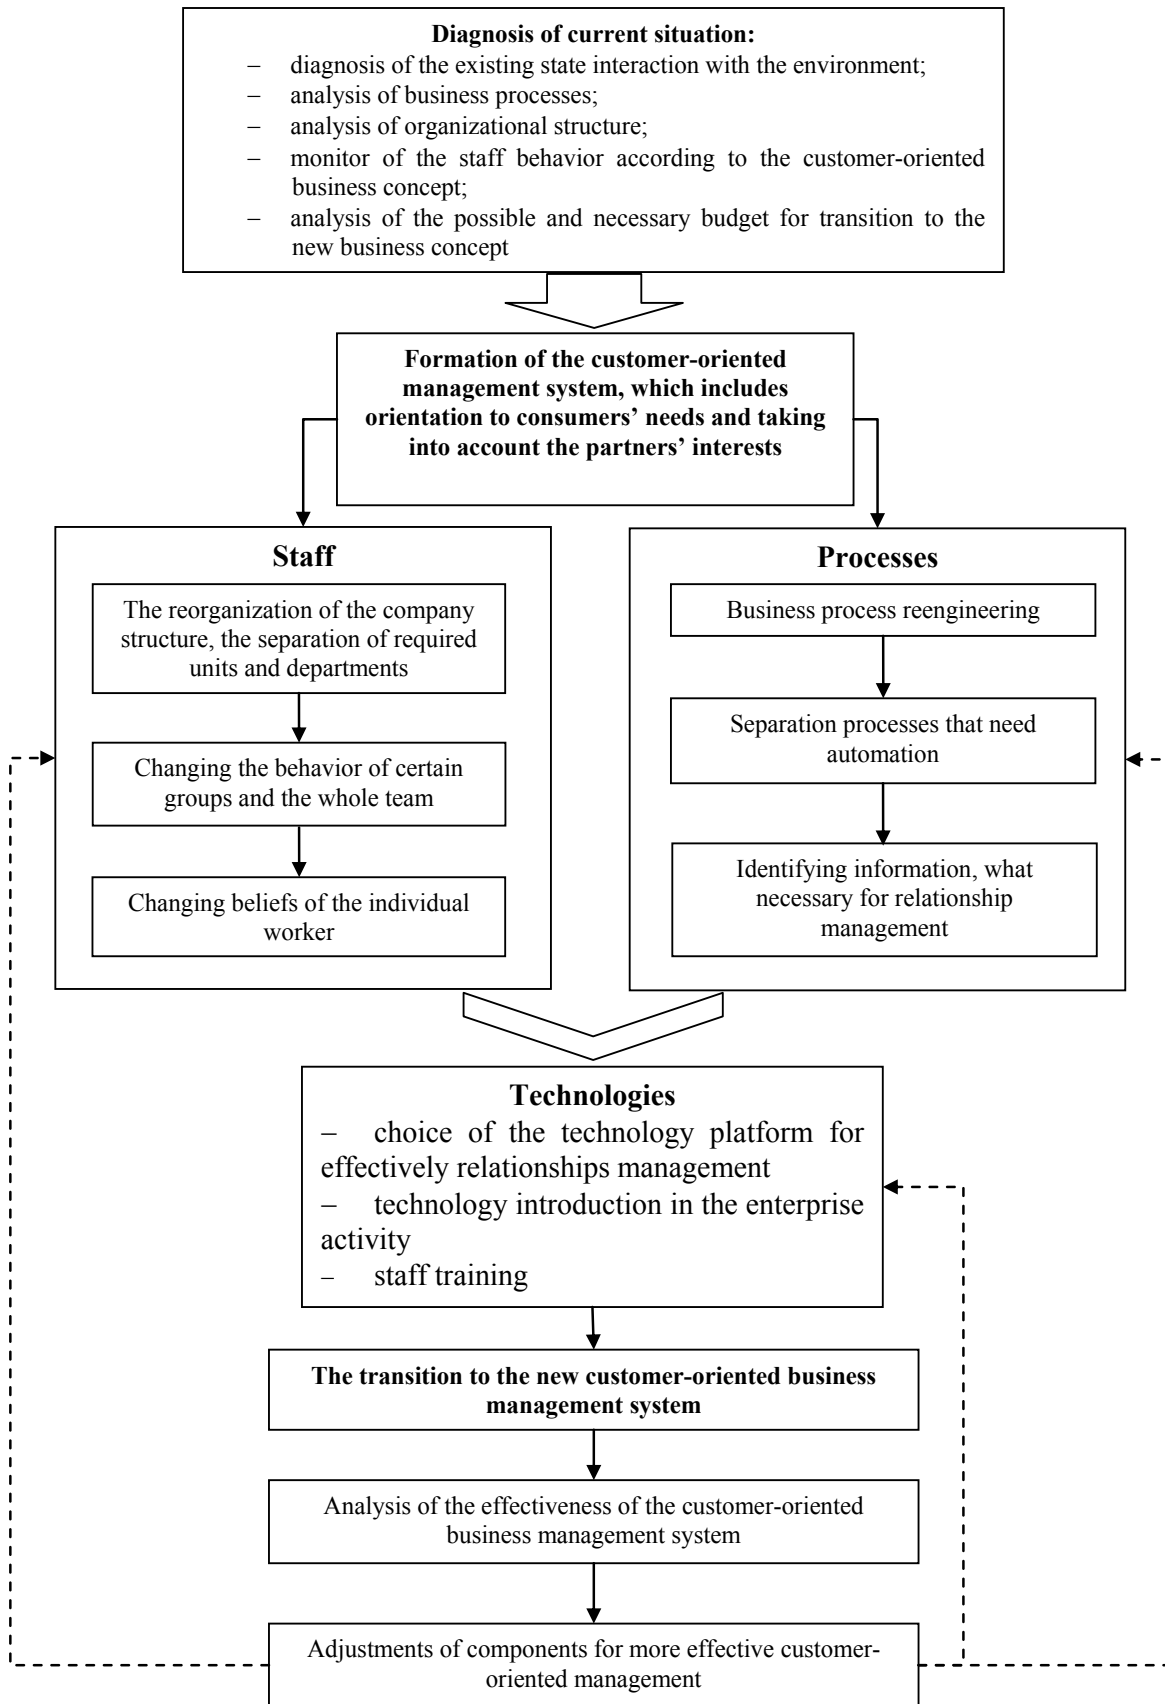 Diagnosis of current situation:
– diagnosis of the existing state interaction with the environment;
– analysis of business processes;
– analysis of organizational structure;
– monitor of the staff behavior according to the customer-oriented
business concept;
– analysis of the possible and necessary budget for transition to the
new business concept
Formation of the customer-oriented
management system, which includes
orientation to consumers’ needs and taking
into account the partners’ interests
Staff
The reorganization of the company
structure, the separation of required
units and departments
Changing the behavior of certain
groups and the whole team
Changing beliefs of the individual
worker
Processes
Business process reengineering
Separation processes that need
automation
Identifying information, what
necessary for relationship
management
Technologies
– choice of the technology platform for
effectively relationships management
– technology introduction in the enterprise
activity
– staff training
The transition to the new customer-oriented business
management system
Analysis of the effectiveness of the customer-oriented
business management system
Adjustments of components for more effective customer-
oriented management